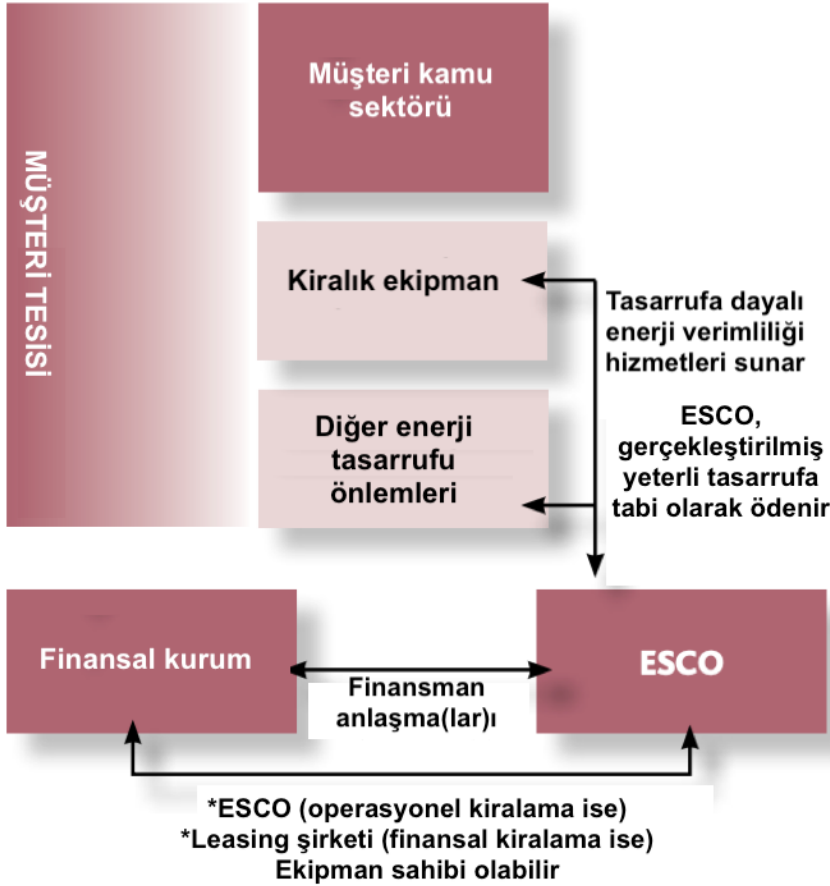 MÜŞTERİ TESİSİ
Müşteri kamu
sektörü
Kiralık ekipman
Diğer enerji
tasarrufu
önlemleri
Tasarrufa dayalı
enerji verimliliği
hizmetleri sunar
ESCO,
gerçekleştirilmiş
yeterli tasarrufa
tabi olarak ödenir
Finansal kurum
Finansman
anlaşma(lar)ı
ESCO
*ESCO (operasyonel kiralama ise)
*Leasing şirketi (finansal kiralama ise)
Ekipman sahibi olabilir